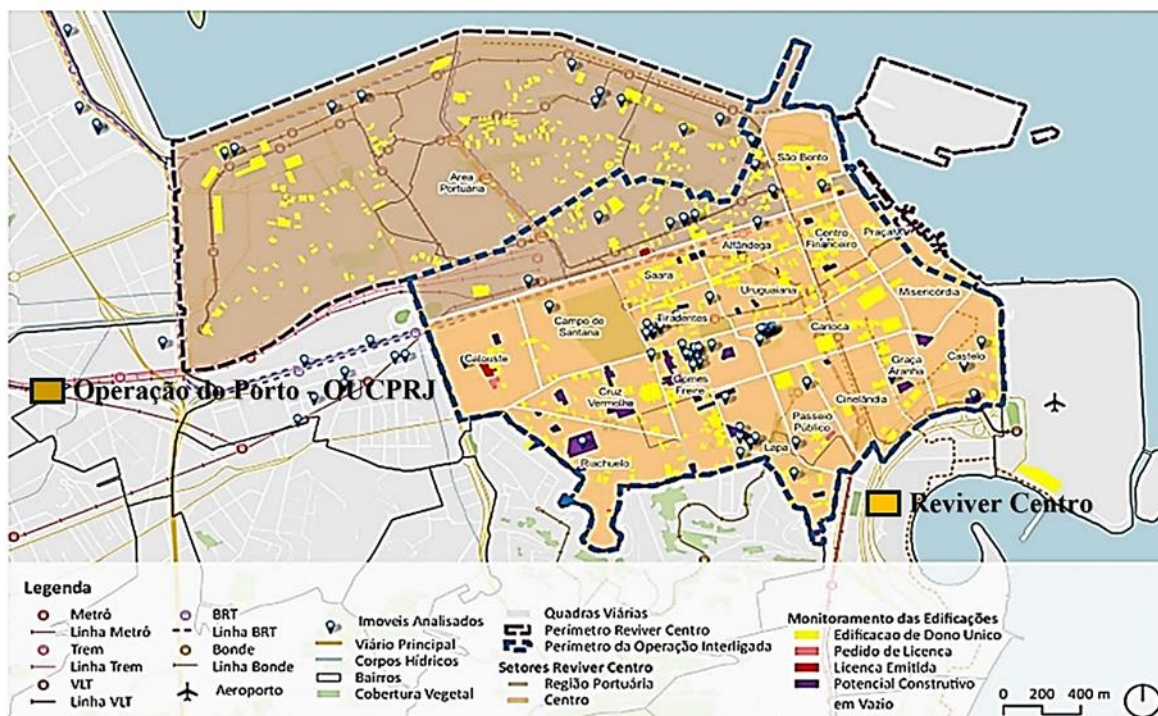 São Bento
Área
Portuária
Praça XV
Centro
Financeiro
Alfândega
Saara
Uruguaiana
Misericórdia
Campo de
Santana
Tiradentes
Carioca
Calouste
Graça
Aranha
Castelo
Operação do Porto - OUCPRJ
Cruz
Vermelha
Gomes
Freire
Cinelândia
Passeio
Público
Lapa
Riachuelo
Reviver Centro
Legenda
Metrô
Linha Metrô
Trem
Linha Trem
VLT
Linha VLT
BRT
Linha BRT
Bonde
Linha Bonde
Aeroporto
Imoveis Analisados
Viário Principal
Corpos Hídricos
Bairros
Cobertura Vegetal
Quadras Viárias
Perímetro Reviver Centro
Perímetro da Operação Interligada
Setores Reviver Centro
Região Portuária
Centro
Monitoramento das Edificações
Edificacao de Dono Unico
Pedido de Licenca
Licenca Emitida
Potencial Construtivo
em Vazio
0 200 400 m